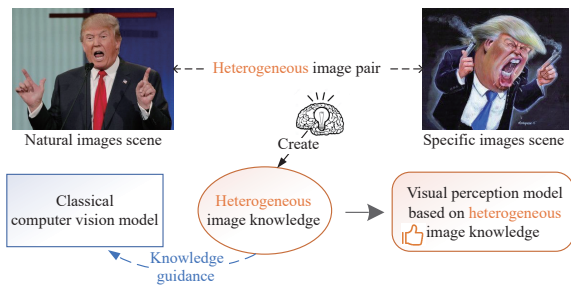 Heterogeneous image pair
Natural images scene
Specific images scene
Create
Classical
computer vision model
Heterogeneous
image knowledge
Visual perception model
based on heterogeneous
image knowledge
Knowledge
guidance